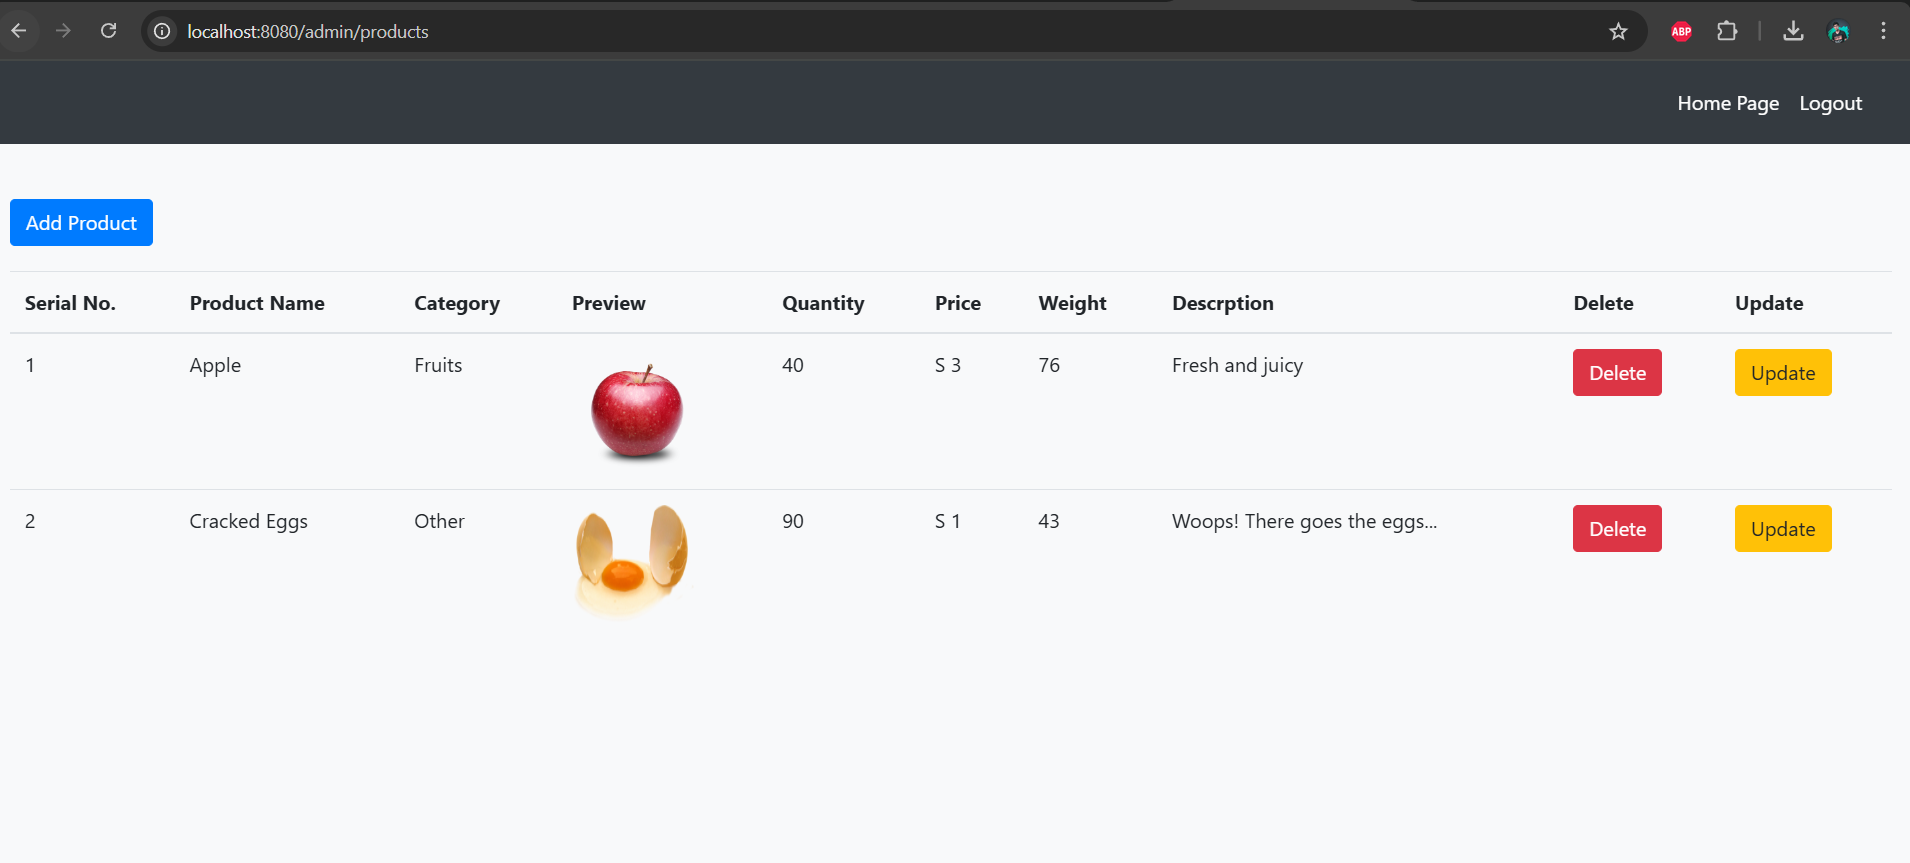 localhost:8080/admin/products
ABP
Home Page Logout
Add Product
Serial No. Product Name Category Preview Quantity Price Weight Descrption Delete Update
1 Apple Fruits 40 S 3 76 Fresh and juicy Delete Update
2 Cracked Eggs Other 90 S 1 43 Woops! There goes the eggs... Delete Update